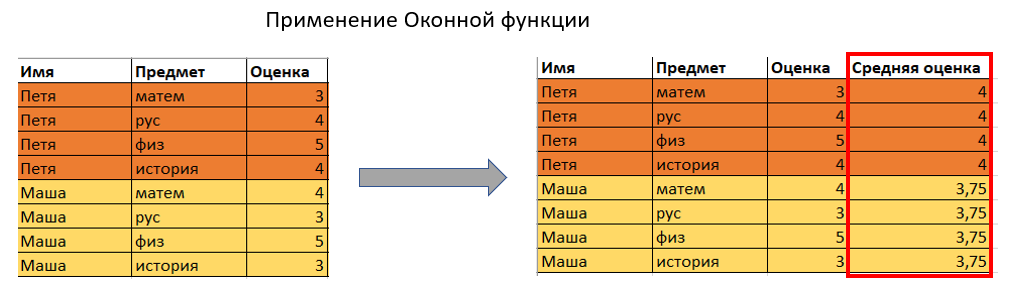 Применение Оконной функции
Имя Предмет Оценка
Петя матем 3
Петя рус 4
Петя физ 5
Петя история 4
Маша матем 4
Маша рус 3
Маша физ 5
Маша история 3
Имя Предмет Оценка Средняя оценка
Петя матем 3 4
Петя рус 4 4
Петя физ 5 4
Петя история 4 4
Маша матем 4 3,75
Маша рус 3 3,75
Маша физ 5 3,75
Маша история 3 3,75